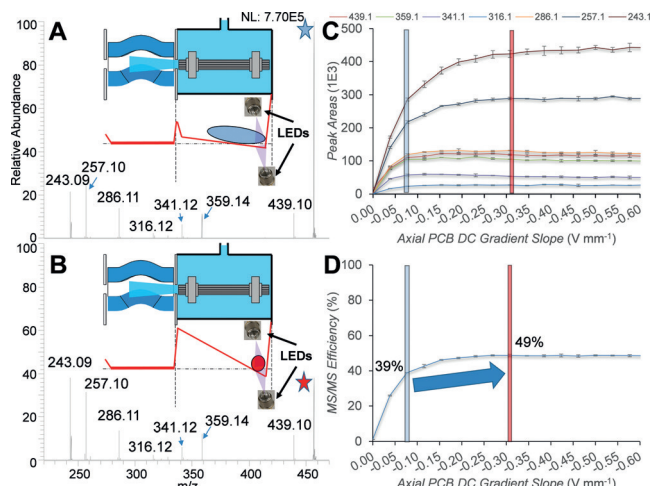 439.1 359.1 341.1 316.1 286.1 257.1 243.1
A
NL: 7.70E5
100
80
60
40
20
0
Relative Abundance
LEDs
243.09
257.10
286.11
316.12
341.12
359.14
439.10
B
100
80
60
40
20
0
LEDs
243.09
257.10
286.11
316.12
341.12
359.14
439.10
250 300 350 400 450
m/z
C
500
400
300
200
100
0
Peak Areas (1E3)
0.00 -0.05 -0.10 -0.15 -0.20 -0.25 -0.30 -0.35 -0.40 -0.45 -0.50 -0.55 -0.60
Axial PCB DC Gradient Slope (V mm-1)
D
100
80
60
40
20
0
MS/MS Efficiency (%)
39%
49%
0.00 -0.05 -0.10 -0.15 -0.20 -0.25 -0.30 -0.35 -0.40 -0.45 -0.50 -0.55 -0.60
Axial PCB DC Gradient Slope (V mm-1)